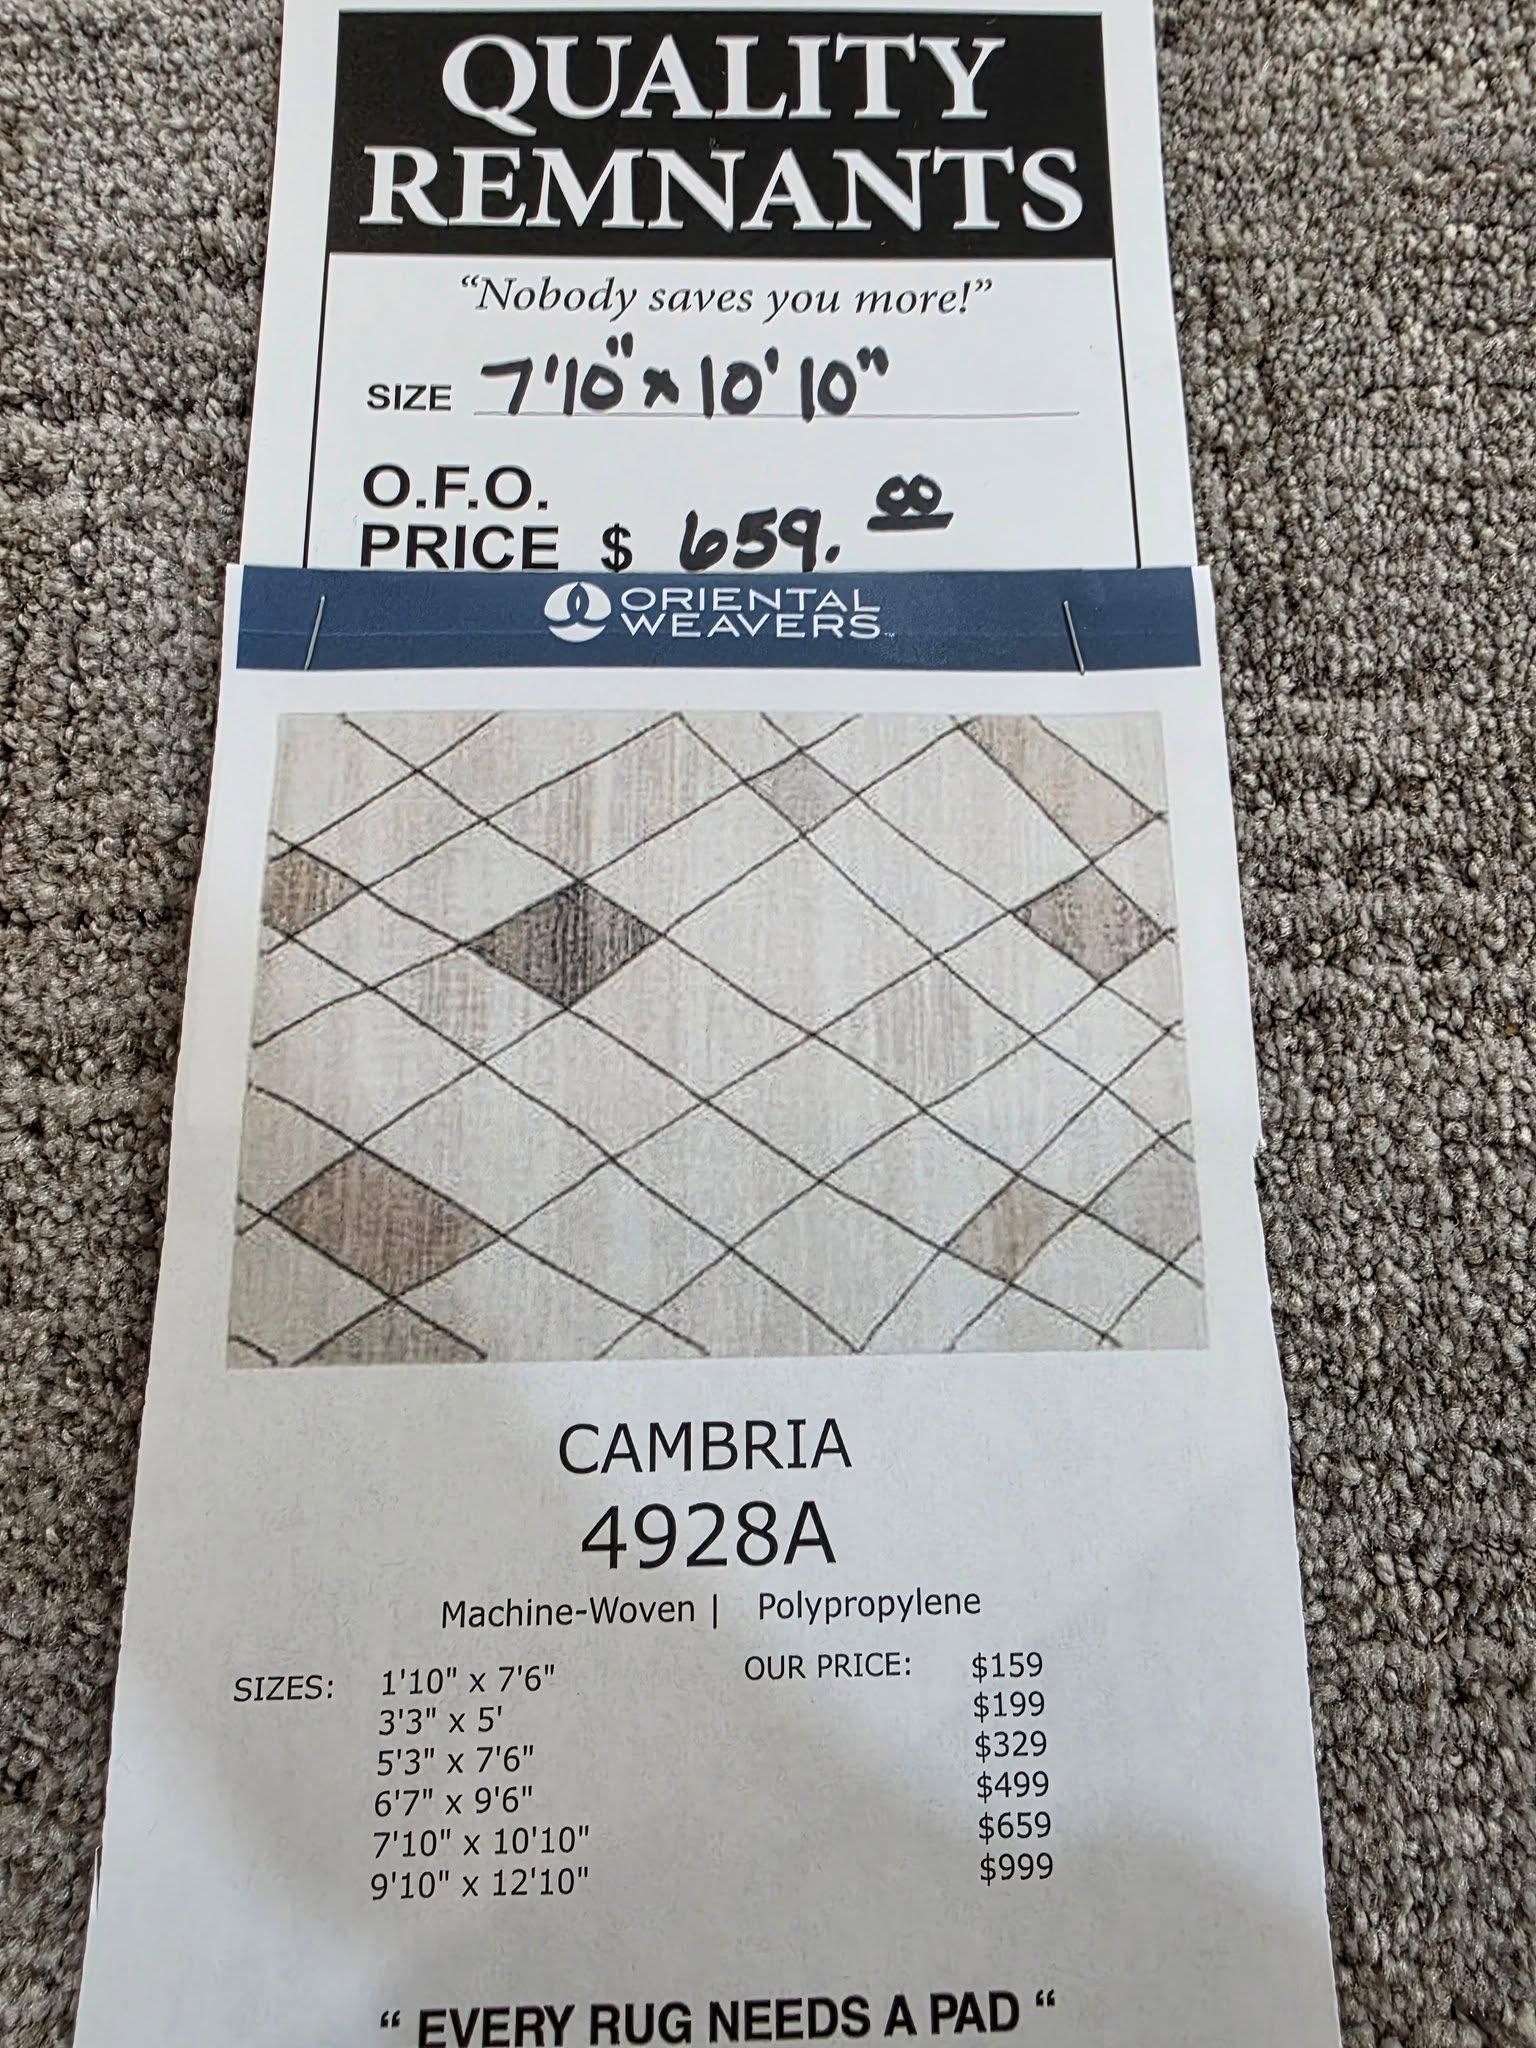 QUALITY
REMNANTS
“Nobody saves you more!”
SIZE 7'10" x 10' 10"
O.F.O.
PRICE $ 659.00
ORIENTAL
WEAVERS™
CAMBRIA
4928A
Machine-Woven | Polypropylene
SIZES: 1'10" x 7'6" OUR PRICE: $159
3'3" x 5' $199
5'3" x 7'6" $329
6'7" x 9'6" $499
7'10" x 10'10" $659
9'10" x 12'10" $999
“ EVERY RUG NEEDS A PAD “